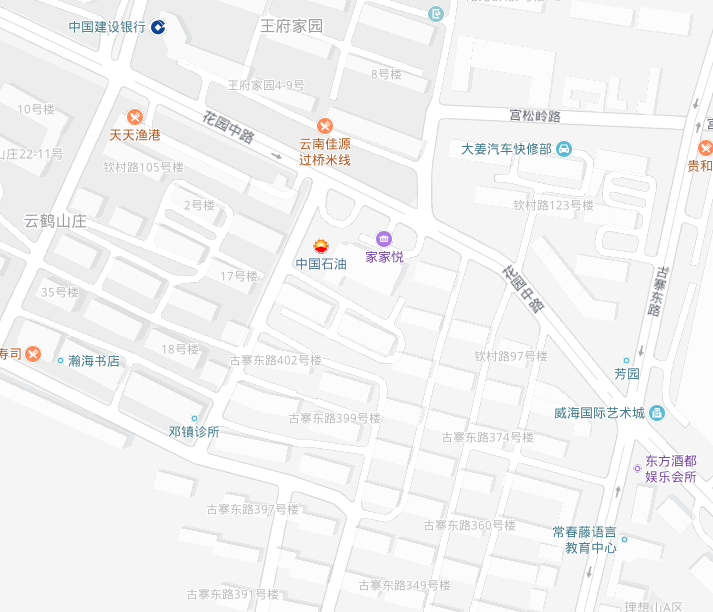 中国建设银行
王府家园
8号楼
王府家园4-9号
10号楼
天天渔港
花园中路
宫松岭路
云南佳源
过桥米线
大姜汽车快修部
山庄22-11号
钦村路105号楼
贵和
2号楼
钦村路123号楼
云鹤山庄
家家悦
中国石油
17号楼
花园中路
古寨东路
35号楼
寿司
瀚海书店
18号楼
古寨东路402号楼
钦村路97号楼
芳园
古寨东路399号楼
威海国际艺术城
邓镇诊所
古寨东路374号楼
东方酒都
娱乐会所
古寨东路397号楼
古寨东路360号楼
常春藤语言
教育中心
古寨东路391号楼
古寨东路349号楼
理想山A区